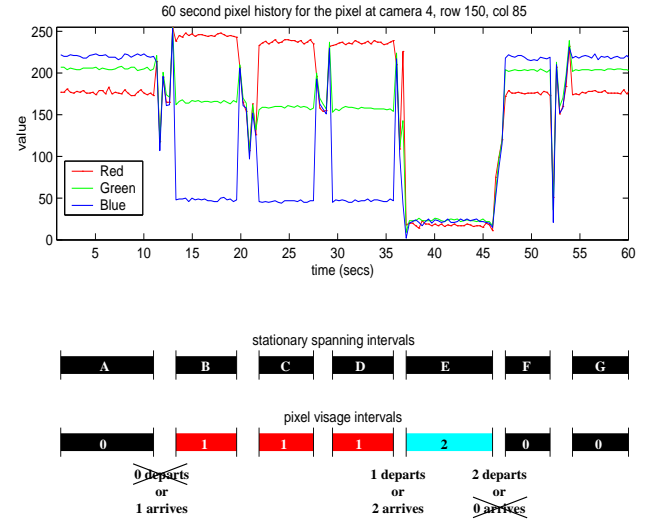 60 second pixel history for the pixel at camera 4, row 150, col 85
250
200
150
100
50
0
value
Red
Green
Blue
5 10 15 20 25 30 35 40 45 50 55 60
time (secs)
stationary spanning intervals
A B C D E F G
pixel visage intervals
0 1 1 1 2 0 0
0 departs 1 departs 2 departs
or or or
1 arrives 2 arrives 0 arrives